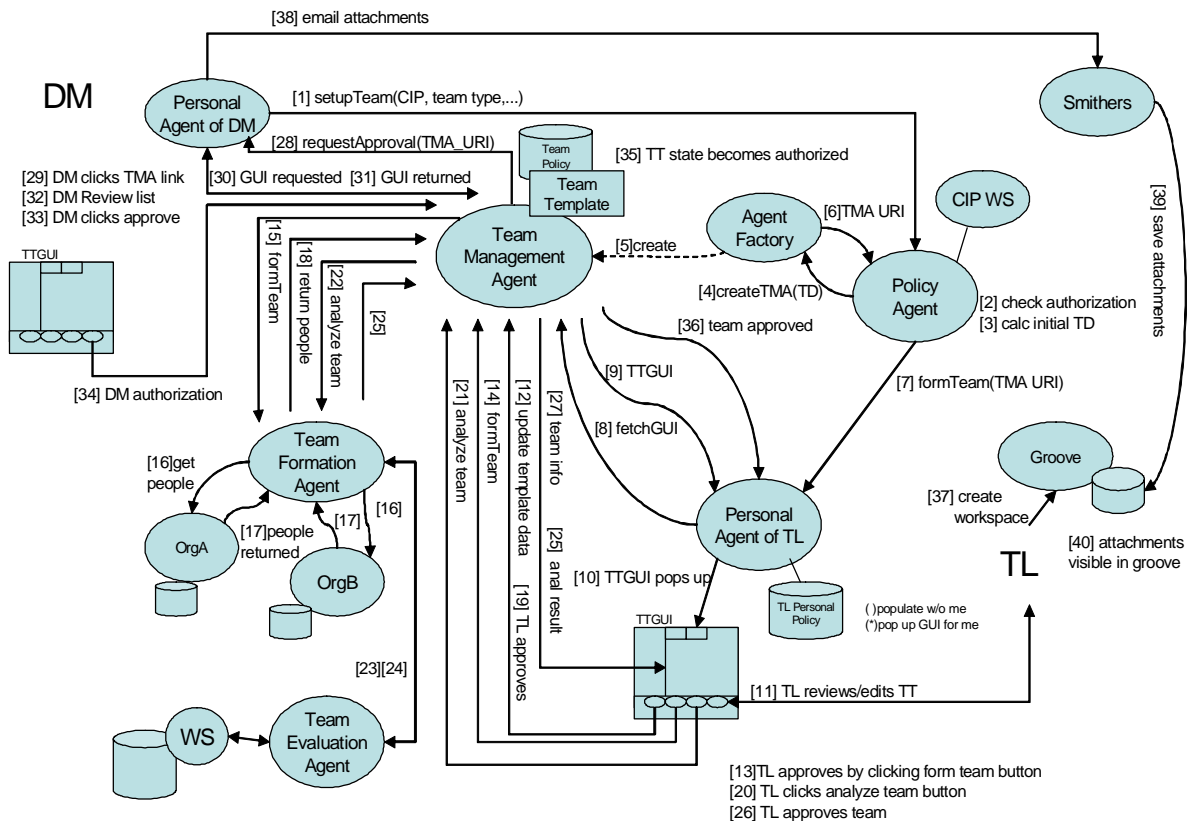 [38] email attachments
DM
Personal
Agent of DM
[1] setupTeam(CIP, team type,...)
Smithers
[28] requestApproval(TMA_URI)
Team
Policy
[35] TT state becomes authorized
[29] DM clicks TMA link
[32] DM Review list
[33] DM clicks approve
[30] GUI requested
[31] GUI returned
Team
Template
CIP WS
[39] save attachments
Agent
Factory
[6]TMA URI
Team
Management
Agent
[5]create
[15] formTeam
[18] return people
[22] analyze team
[25]
TTGUI
[4]createTMA(TD)
Policy
Agent
[2] check authorization
[3] calc initial TD
[34] DM authorization
[36] team approved
[9] TTGUI
[8] fetchGUI
[7] formTeam(TMA URI)
[21] analyze team
[14] formTeam
[12] update template data
[19] TL approves
[27] team info
[25] anal result
Team
Formation
Agent
[16]get
people
[16]
[17]
[17]people
returned
OrgA
OrgB
Groove
[37] create
workspace
Personal
Agent of TL
[40] attachments
visible in groove
TL
[10] TTGUI pops up
TL Personal
Policy
( )populate w/o me
(*)pop up GUI for me
TTGUI
[23][24]
[11] TL reviews/edits TT
WS
Team
Evaluation
Agent
[13]TL approves by clicking form team button
[20] TL clicks analyze team button
[26] TL approves team